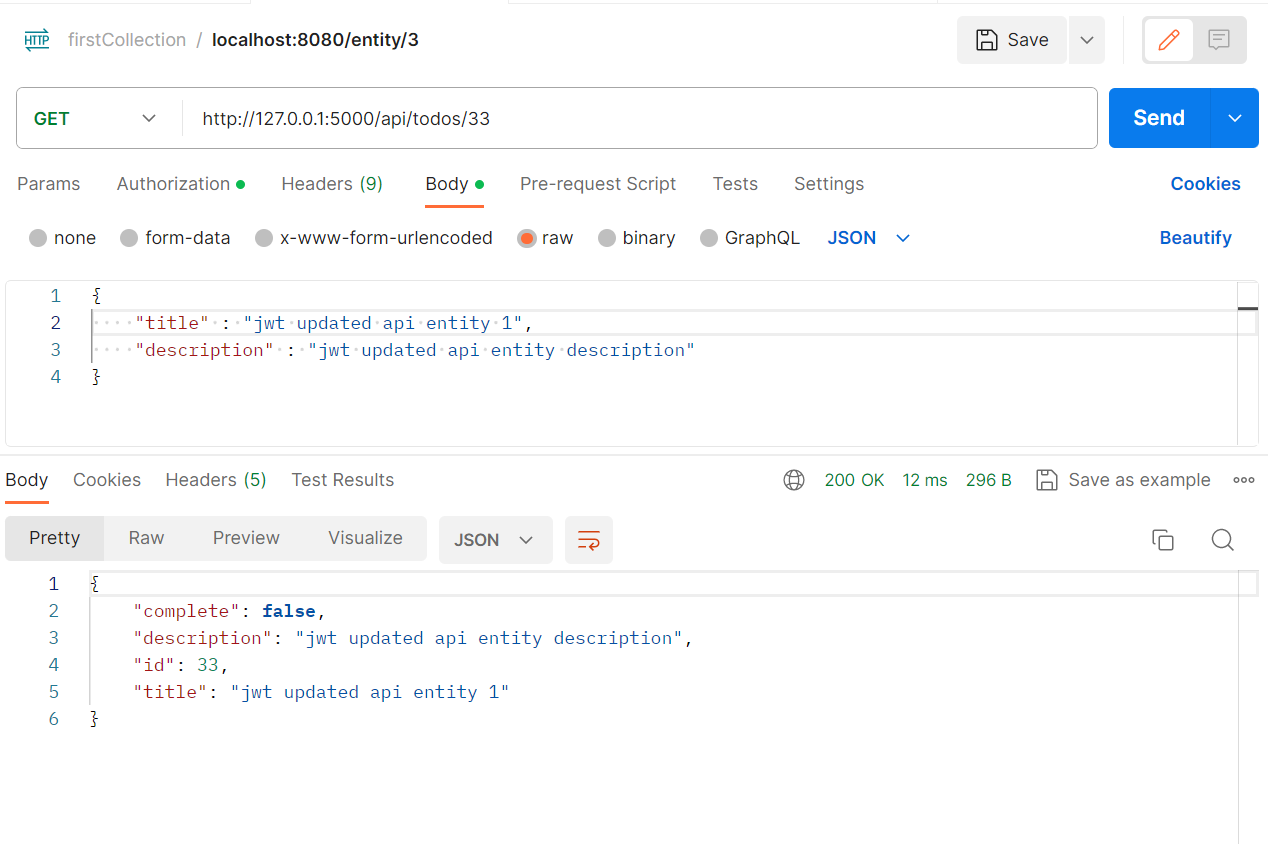 HTTP firstCollection / localhost:8080/entity/3 Save
GET http://127.0.0.1:5000/api/todos/33 Send
Params Authorization Headers (9) Body Pre-request Script Tests Settings Cookies
none form-data x-www-form-urlencoded raw binary GraphQL JSON Beautify
1 {
2 ····"title"·:·"jwt·updated·api·entity·1",
3 ····"description"·:·"jwt·updated·api·entity·description"
4 }
Body Cookies Headers (5) Test Results 200 OK 12 ms 296 B Save as example
Pretty Raw Preview Visualize JSON
1 {
2 "complete": false,
3 "description": "jwt updated api entity description",
4 "id": 33,
5 "title": "jwt updated api entity 1"
6 }